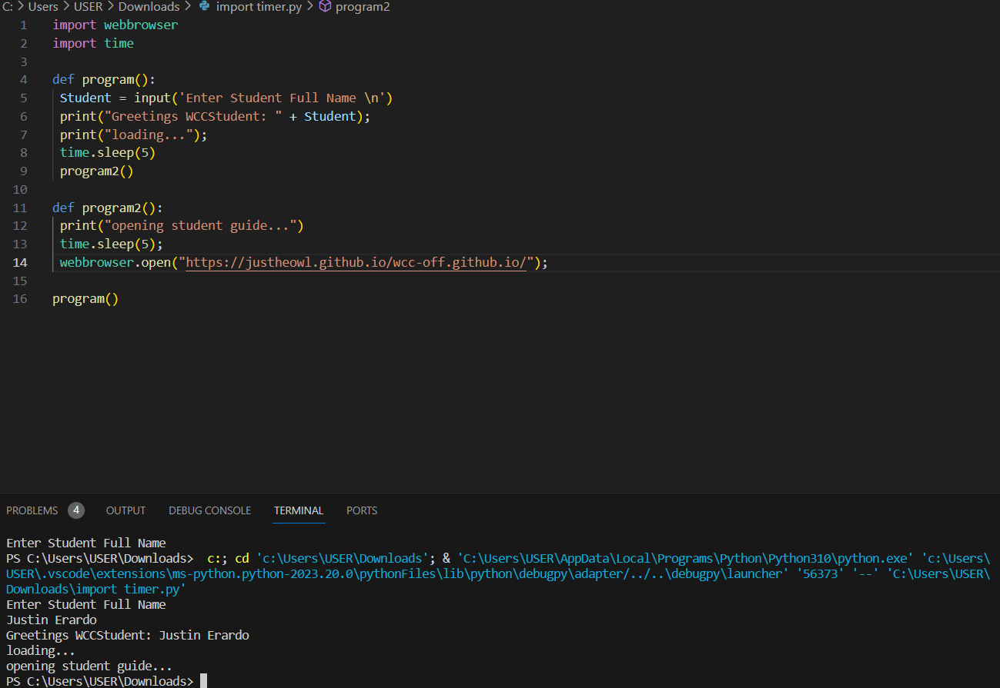 C: > Users > USER > Downloads > import timer.py > program2
1 import webbrowser
2 import time
3
4 def program():
5 Student = input('Enter Student Full Name \n')
6 print("Greetings WCCStudent: " + Student);
7 print("loading...");
8 time.sleep(5)
9 program2()
10
11 def program2():
12 print("opening student guide...")
13 time.sleep(5);
14 webbrowser.open("https://justheowl.github.io/wcc-off.github.io/");
15
16 program()
PROBLEMS 4 OUTPUT DEBUG CONSOLE TERMINAL PORTS
Enter Student Full Name
PS C:\Users\USER\Downloads>  c:; cd 'c:\Users\USER\Downloads'; & 'C:\Users\USER\AppData\Local\Programs\Python\Python310\python.exe' 'c:\Users\
USER\.vscode\extensions\ms-python.python-2023.20.0\pythonFiles\lib\python\debugpy\adapter/../..\debugpy\launcher' '56373' '--' 'C:\Users\USER\
Downloads\import timer.py'
Enter Student Full Name
Justin Erardo
Greetings WCCStudent: Justin Erardo
loading...
opening student guide...
PS C:\Users\USER\Downloads>